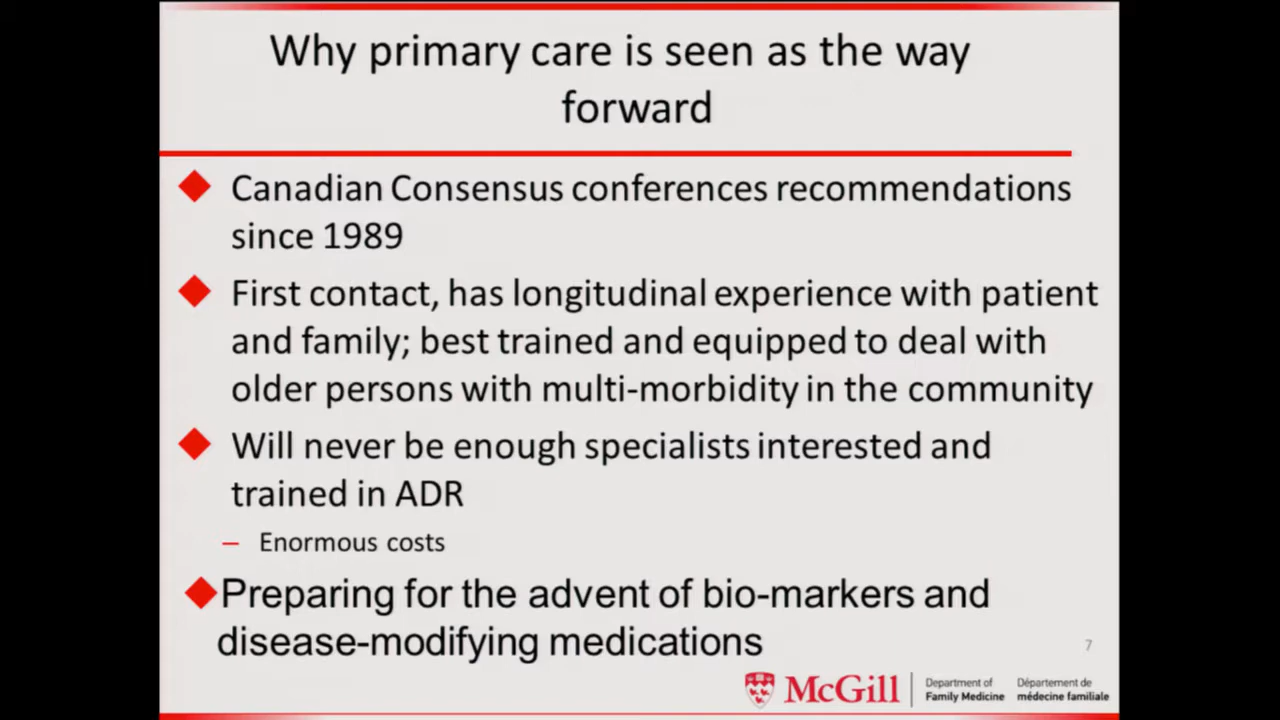 Why primary care is seen as the way
forward
Canadian Consensus conferences recommendations
since 1989
First contact, has longitudinal experience with patient
and family; best trained and equipped to deal with
older persons with multi-morbidity in the community
Will never be enough specialists interested and
trained in ADR
– Enormous costs
Preparing for the advent of bio-markers and
disease-modifying medications
7
McGill
Department of
Family Medicine
Département de
médecine familiale